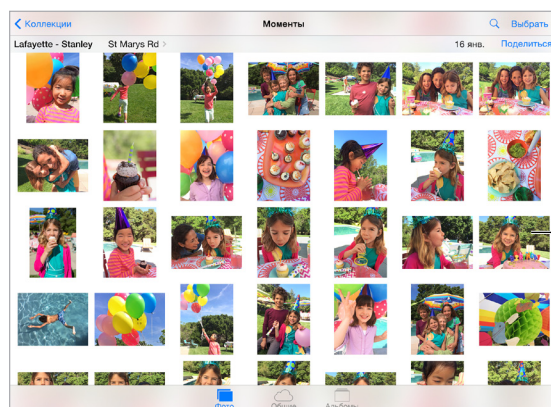 Коллекции Моменты Выбрать
Lafayette - Stanley St Marys Rd > 16 янв. Поделиться
Фото Общие Альбомы